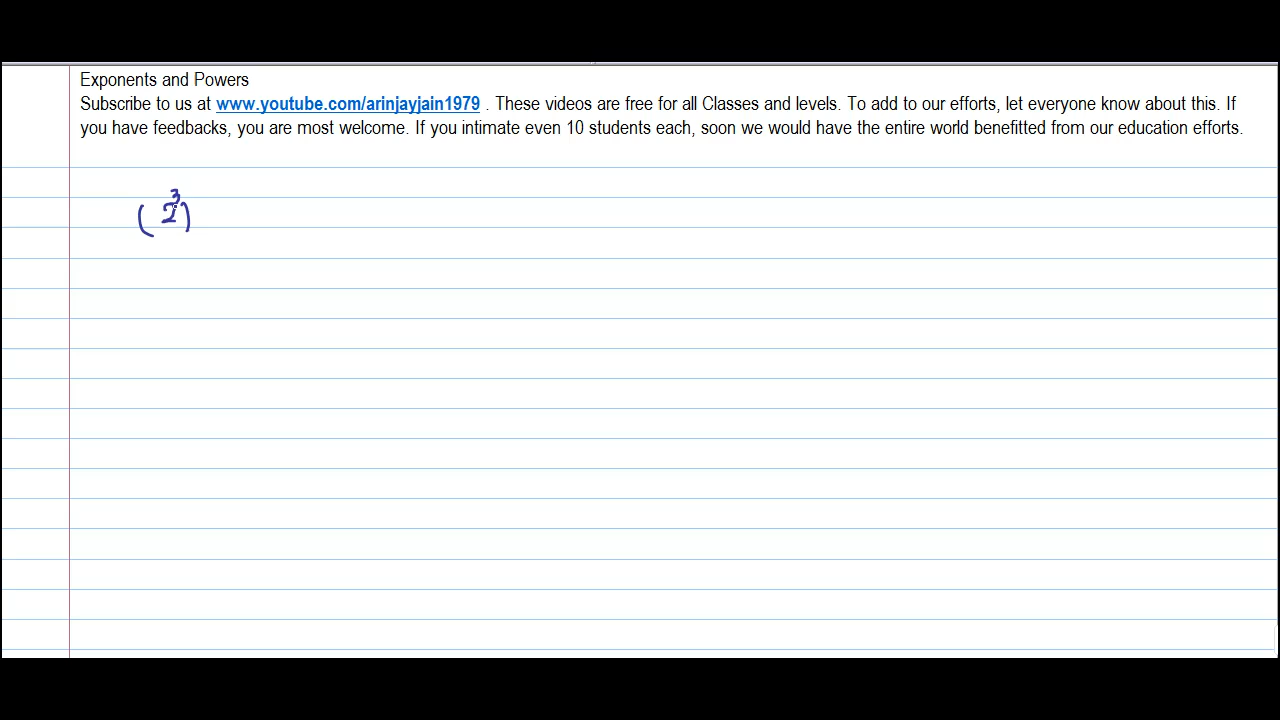 Exponents and Powers
Subscribe to us at www.youtube.com/arinjayjain1979 . These videos are free for all Classes and levels. To add to our efforts, let everyone know about this. If
you have feedbacks, you are most welcome. If you intimate even 10 students each, soon we would have the entire world benefitted from our education efforts.
(2³)